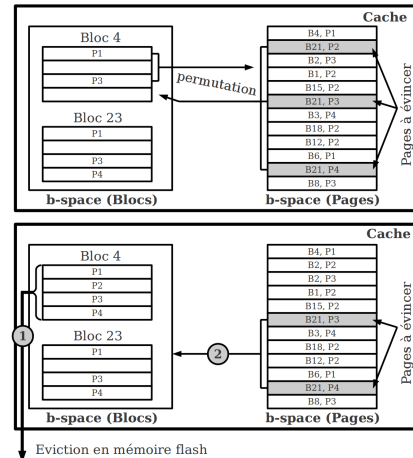 Cache
Bloc 4
P1
P3
Bloc 23
P1
P3
P4
b-space (Blocs)
permutation
B4, P1
B21, P2
B2, P3
B1, P2
B15, P2
B21, P3
B3, P4
B18, P2
B12, P2
B6, P1
B21, P4
B8, P3
b-space (Pages)
Pages à évincer
Cache
Bloc 4
P1
P2
P3
P4
Bloc 23
P1
P3
P4
b-space (Blocs)
1
2
B4, P1
B2, P2
B2, P3
B1, P2
B15, P2
B21, P3
B3, P4
B18, P2
B12, P2
B6, P1
B21, P4
B8, P3
b-space (Pages)
Pages à évincer
Eviction en mémoire flash